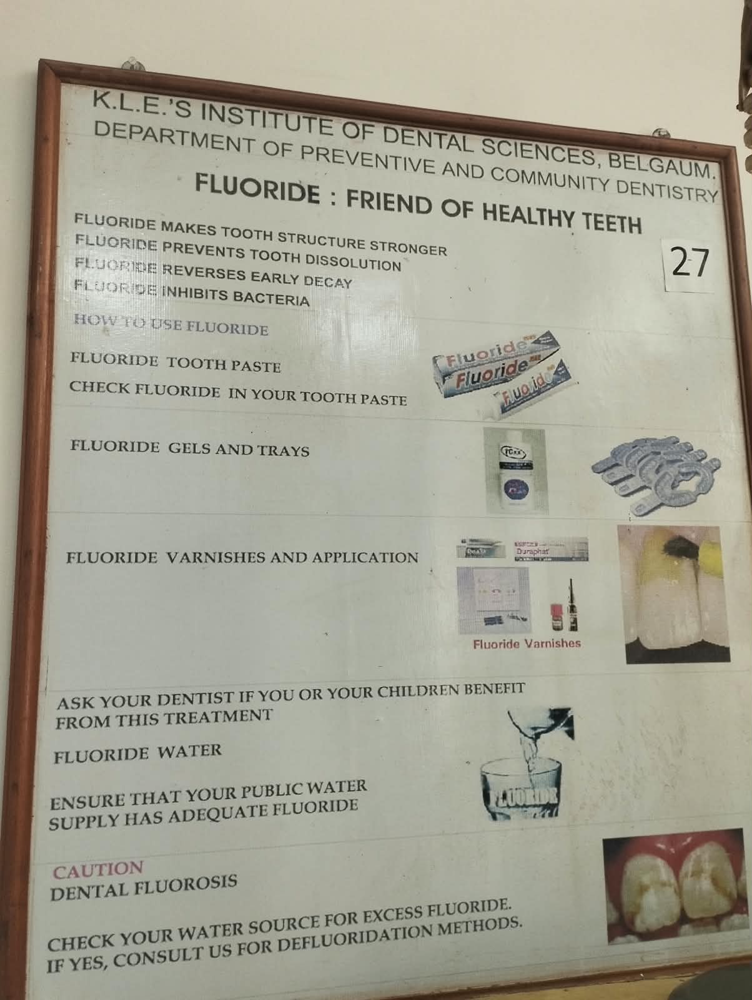 K.L.E.'S INSTITUTE OF DENTAL SCIENCES, BELGAUM.
DEPARTMENT OF PREVENTIVE AND COMMUNITY DENTISTRY
FLUORIDE : FRIEND OF HEALTHY TEETH
FLUORIDE MAKES TOOTH STRUCTURE STRONGER
FLUORIDE PREVENTS TOOTH DISSOLUTION
FLUORIDE REVERSES EARLY DECAY
FLUORIDE INHIBITS BACTERIA
27
HOW TO USE FLUORIDE
FLUORIDE TOOTH PASTE
CHECK FLUORIDE IN YOUR TOOTH PASTE
Fluoride
Fluoride
Fluoride
FLUORIDE GELS AND TRAYS
FLUORIDE VARNISHES AND APPLICATION
Duraphat
Fluoride Varnishes
ASK YOUR DENTIST IF YOU OR YOUR CHILDREN BENEFIT
FROM THIS TREATMENT
FLUORIDE WATER
ENSURE THAT YOUR PUBLIC WATER
SUPPLY HAS ADEQUATE FLUORIDE
FLUORIDE
CAUTION
DENTAL FLUOROSIS
CHECK YOUR WATER SOURCE FOR EXCESS FLUORIDE.
IF YES, CONSULT US FOR DEFLUORIDATION METHODS.